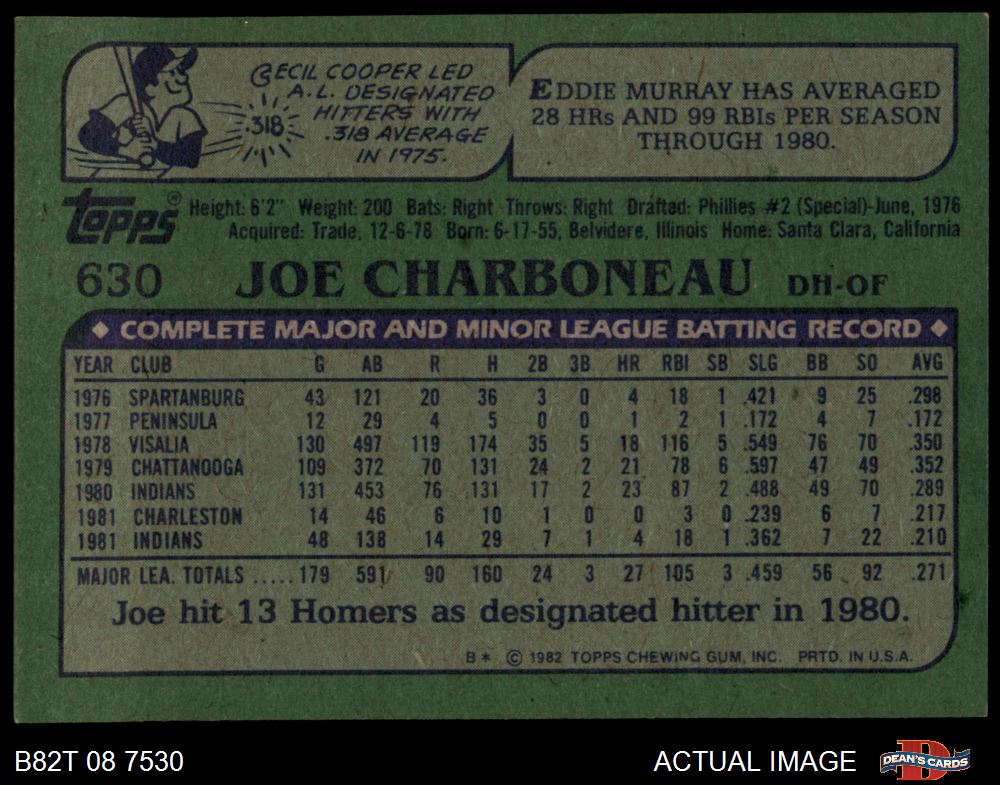 CECIL COOPER LED
A.L. DESIGNATED
HITTERS WITH
.318 AVERAGE
IN 1975.
.318
EDDIE MURRAY HAS AVERAGED
28 HRs AND 99 RBIs PER SEASON
THROUGH 1980.
Topps®
Height: 6'2" Weight: 200 Bats: Right Throws: Right Drafted: Phillies #2 (Special)-June, 1976
Acquired: Trade, 12-6-78 Born: 6-17-55, Belvidere, Illinois Home: Santa Clara, California
630 JOE CHARBONEAU DH-OF
◆ COMPLETE MAJOR AND MINOR LEAGUE BATTING RECORD ◆
YEAR CLUB G AB R H 2B 3B HR RBI SB SLG BB SO AVG
1976 SPARTANBURG 43 121 20 36 3 0 4 18 1 .421 9 25 .298
1977 PENINSULA 12 29 4 5 0 0 1 2 1 .172 4 7 .172
1978 VISALIA 130 497 119 174 35 5 18 116 5 .549 76 70 .350
1979 CHATTANOOGA 109 372 70 131 24 2 21 78 6 .597 47 49 .352
1980 INDIANS 131 453 76 131 17 2 23 87 2 .488 49 70 .289
1981 CHARLESTON 14 46 6 10 1 0 0 3 0 .239 6 7 .217
1981 INDIANS 48 138 14 29 7 1 4 18 1 .362 7 22 .210
MAJOR LEA. TOTALS .....179 591 90 160 24 3 27 105 3 .459 56 92 .271
Joe hit 13 Homers as designated hitter in 1980.
B* © 1982 TOPPS CHEWING GUM, INC. PRTD. IN U.S.A.
B82T 08 7530
ACTUAL IMAGE
D
DEAN'S CARDS